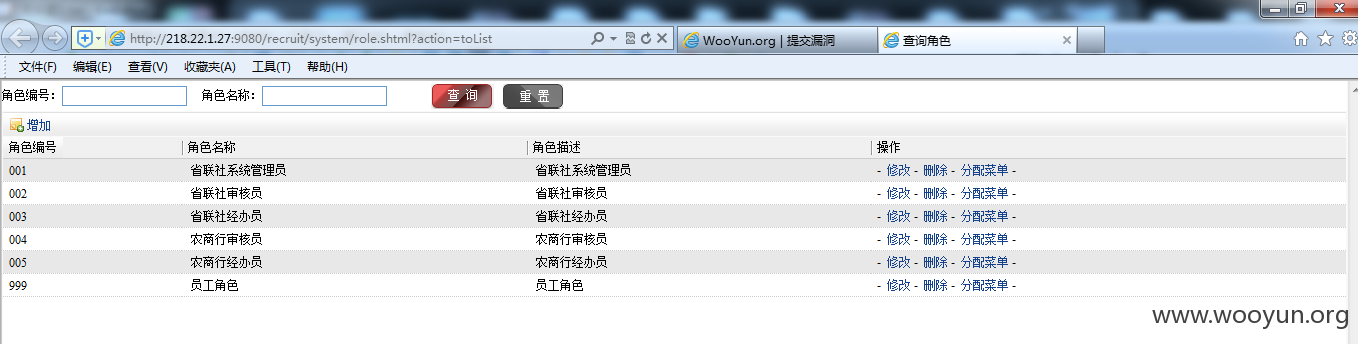 http://218.22.1.27:9080/recruit/system/role.shtml?action=toList
WooYun.org | 提交漏洞
查询角色
文件(F) 编辑(E) 查看(V) 收藏夹(A) 工具(T) 帮助(H)
角色编号: 角色名称: 查 询 重 置
增加
角色编号 角色名称 角色描述 操作
001 省联社系统管理员 省联社系统管理员 - 修改 - 删除 - 分配菜单 -
002 省联社审核员 省联社审核员 - 修改 - 删除 - 分配菜单 -
003 省联社经办员 省联社经办员 - 修改 - 删除 - 分配菜单 -
004 农商行审核员 农商行审核员 - 修改 - 删除 - 分配菜单 -
005 农商行经办员 农商行经办员 - 修改 - 删除 - 分配菜单 -
999 员工角色 员工角色 - 修改 - 删除 - 分配菜单 -
www.wooyun.org